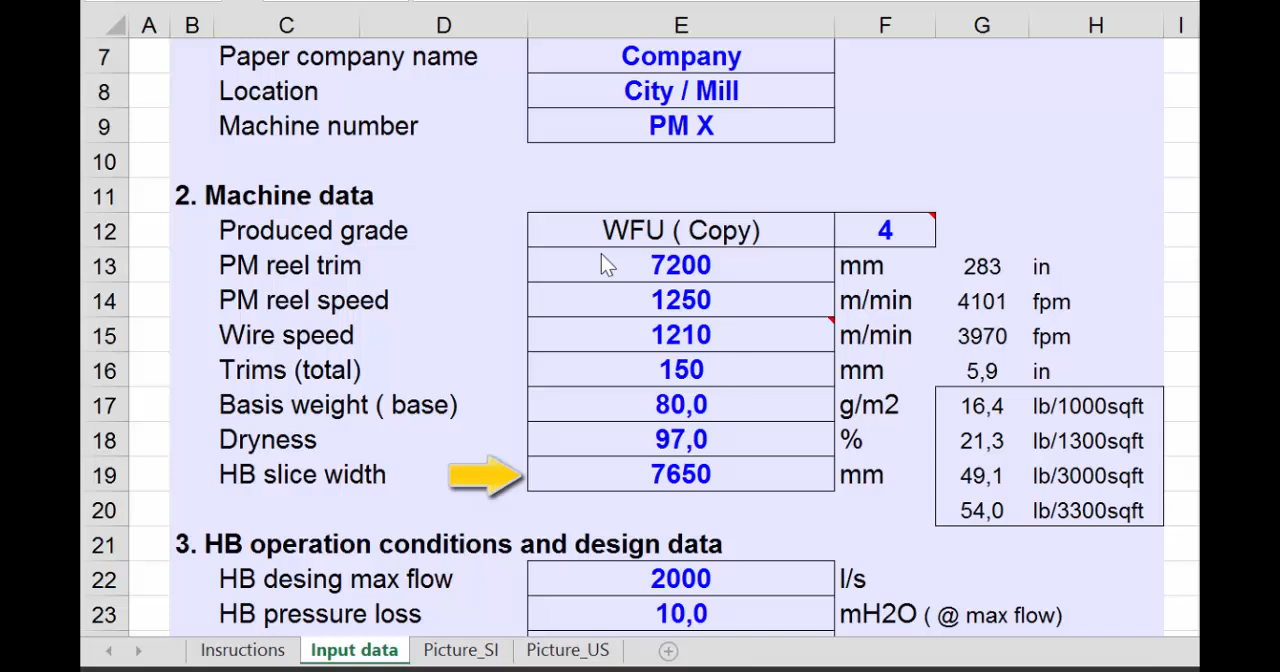 A B C D E F G H I
7 Paper company name Company
8 Location City / Mill
9 Machine number PM X
10
11 2. Machine data
12 Produced grade WFU ( Copy) 4
13 PM reel trim 7200 mm 283 in
14 PM reel speed 1250 m/min 4101 fpm
15 Wire speed 1210 m/min 3970 fpm
16 Trims (total) 150 mm 5,9 in
17 Basis weight ( base) 80,0 g/m2 16,4 lb/1000sqft
18 Dryness 97,0 % 21,3 lb/1300sqft
19 HB slice width 7650 mm 49,1 lb/3000sqft
20 54,0 lb/3300sqft
21 3. HB operation conditions and design data
22 HB desing max flow 2000 l/s
23 HB pressure loss 10,0 mH2O ( @ max flow)
Insructions Input data Picture_SI Picture_US